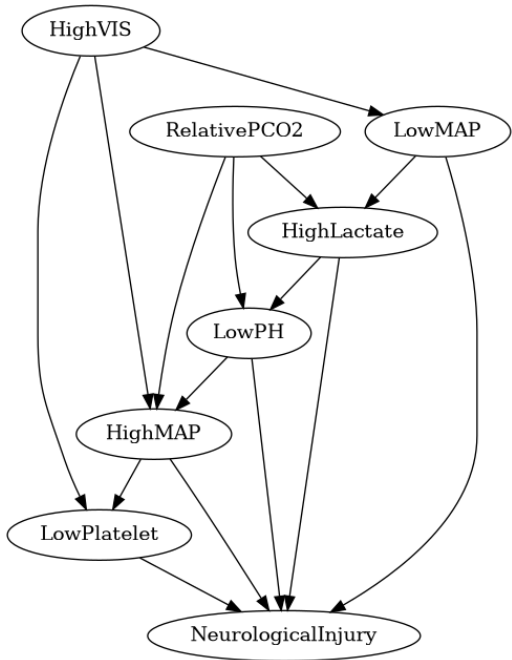 HighVIS
RelativePCO2
LowMAP
HighLactate
LowPH
HighMAP
LowPlatelet
NeurologicalInjury